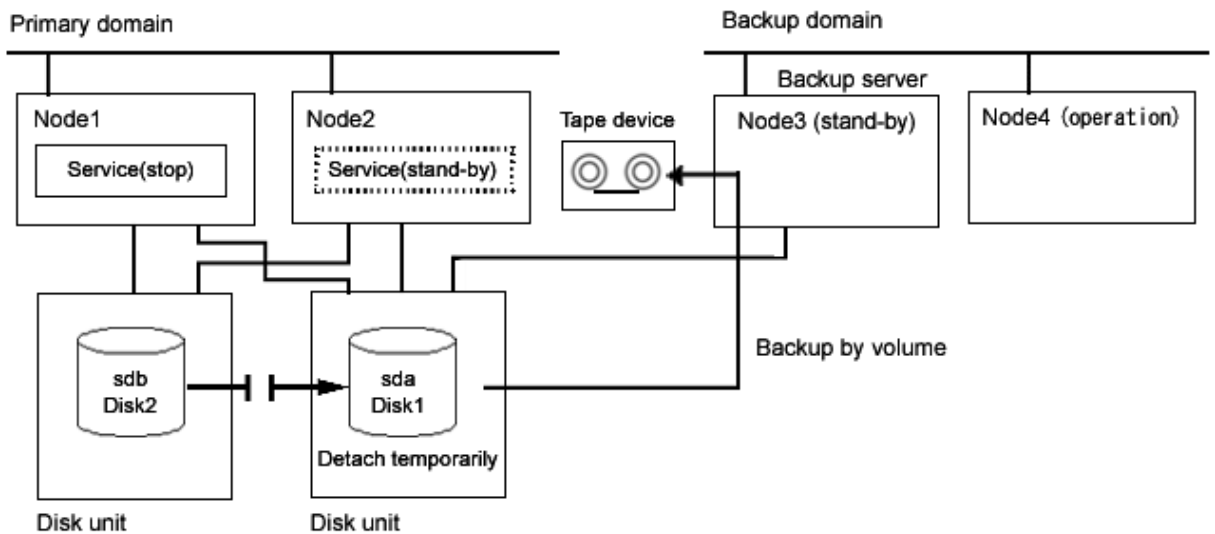 Primary domain
Backup domain
Backup server
Node1
Service(stop)
Node2
Service(stand-by)
Tape device
Node3 (stand-by)
Node4 (operation)
sdb
Disk2
sda
Disk1
Detach temporarily
Backup by volume
Disk unit
Disk unit